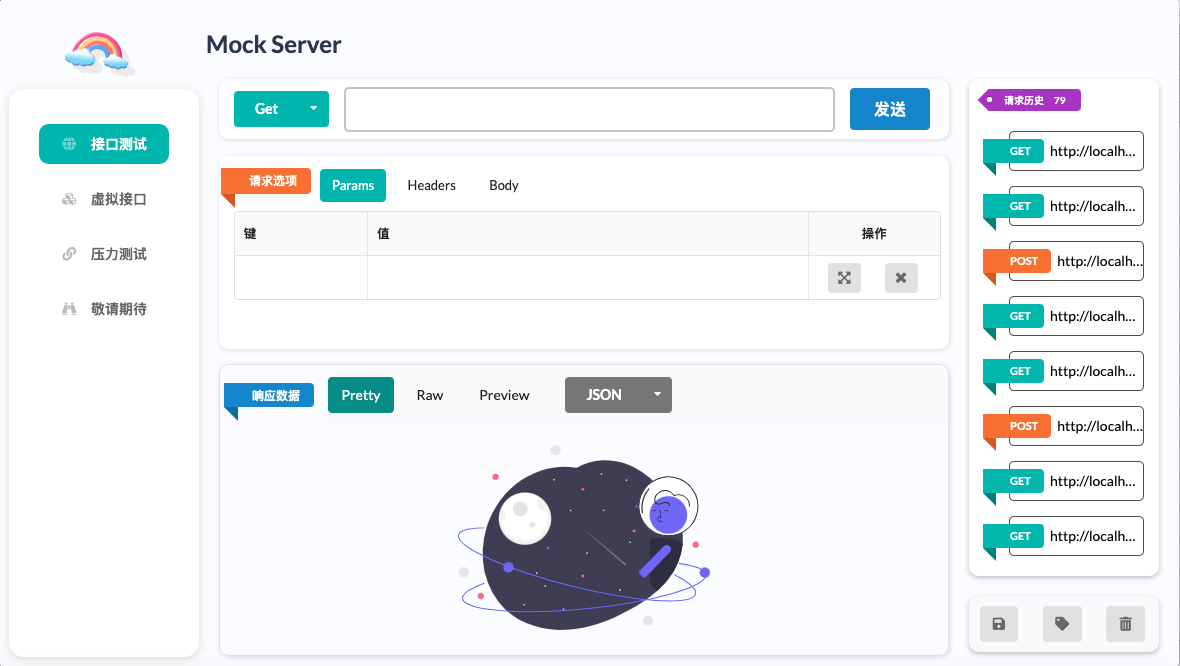 Mock Server
接口测试
虚拟接口
压力测试
敬请期待
Get
发送
请求选项 Params Headers Body
键 值 操作
响应数据 Pretty Raw Preview JSON
请求历史 79
GET http://localh...
GET http://localh...
POST http://localh...
GET http://localh...
GET http://localh...
POST http://localh...
GET http://localh...
GET http://localh...